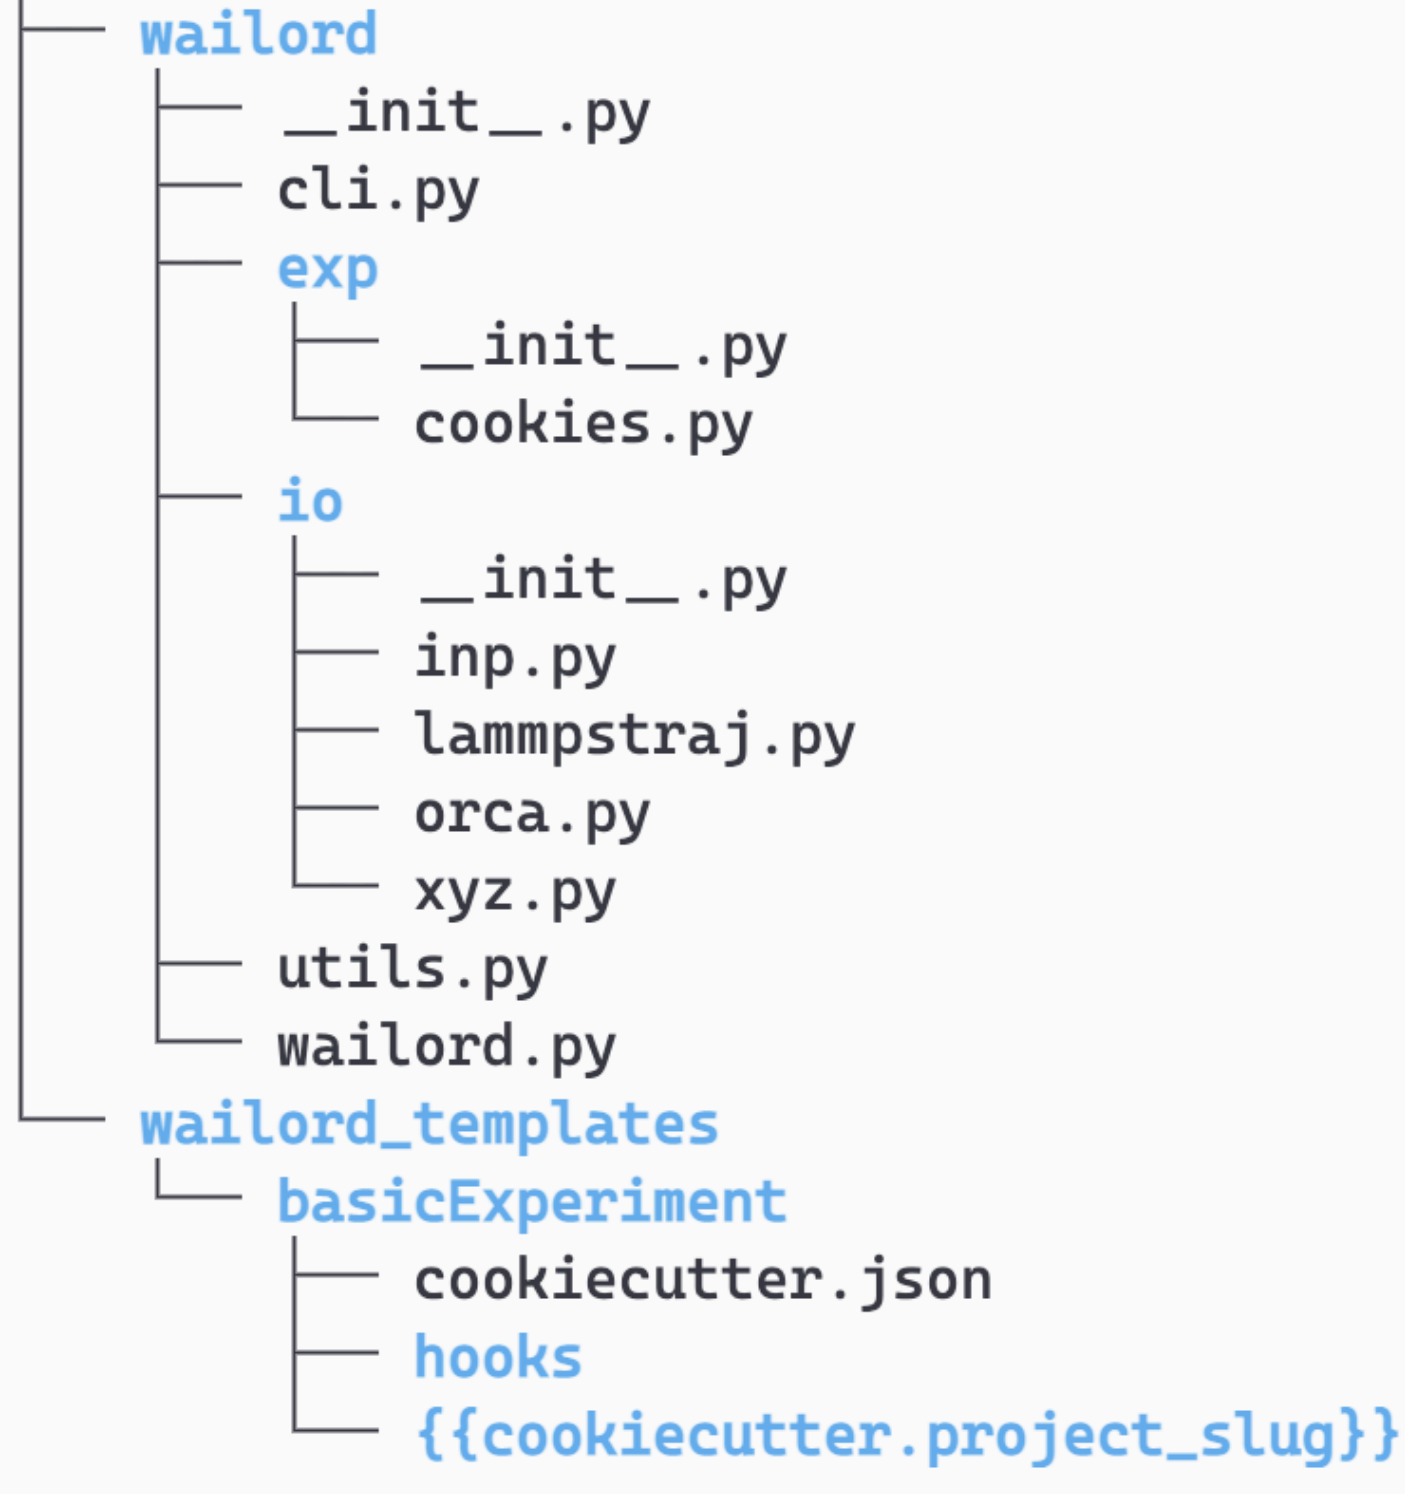 wailord
__init__.py
cli.py
exp
__init__.py
cookies.py
io
__init__.py
inp.py
lammpstraj.py
orca.py
xyz.py
utils.py
wailord.py
wailord_templates
basicExperiment
cookiecutter.json
hooks
{{cookiecutter.project_slug}}